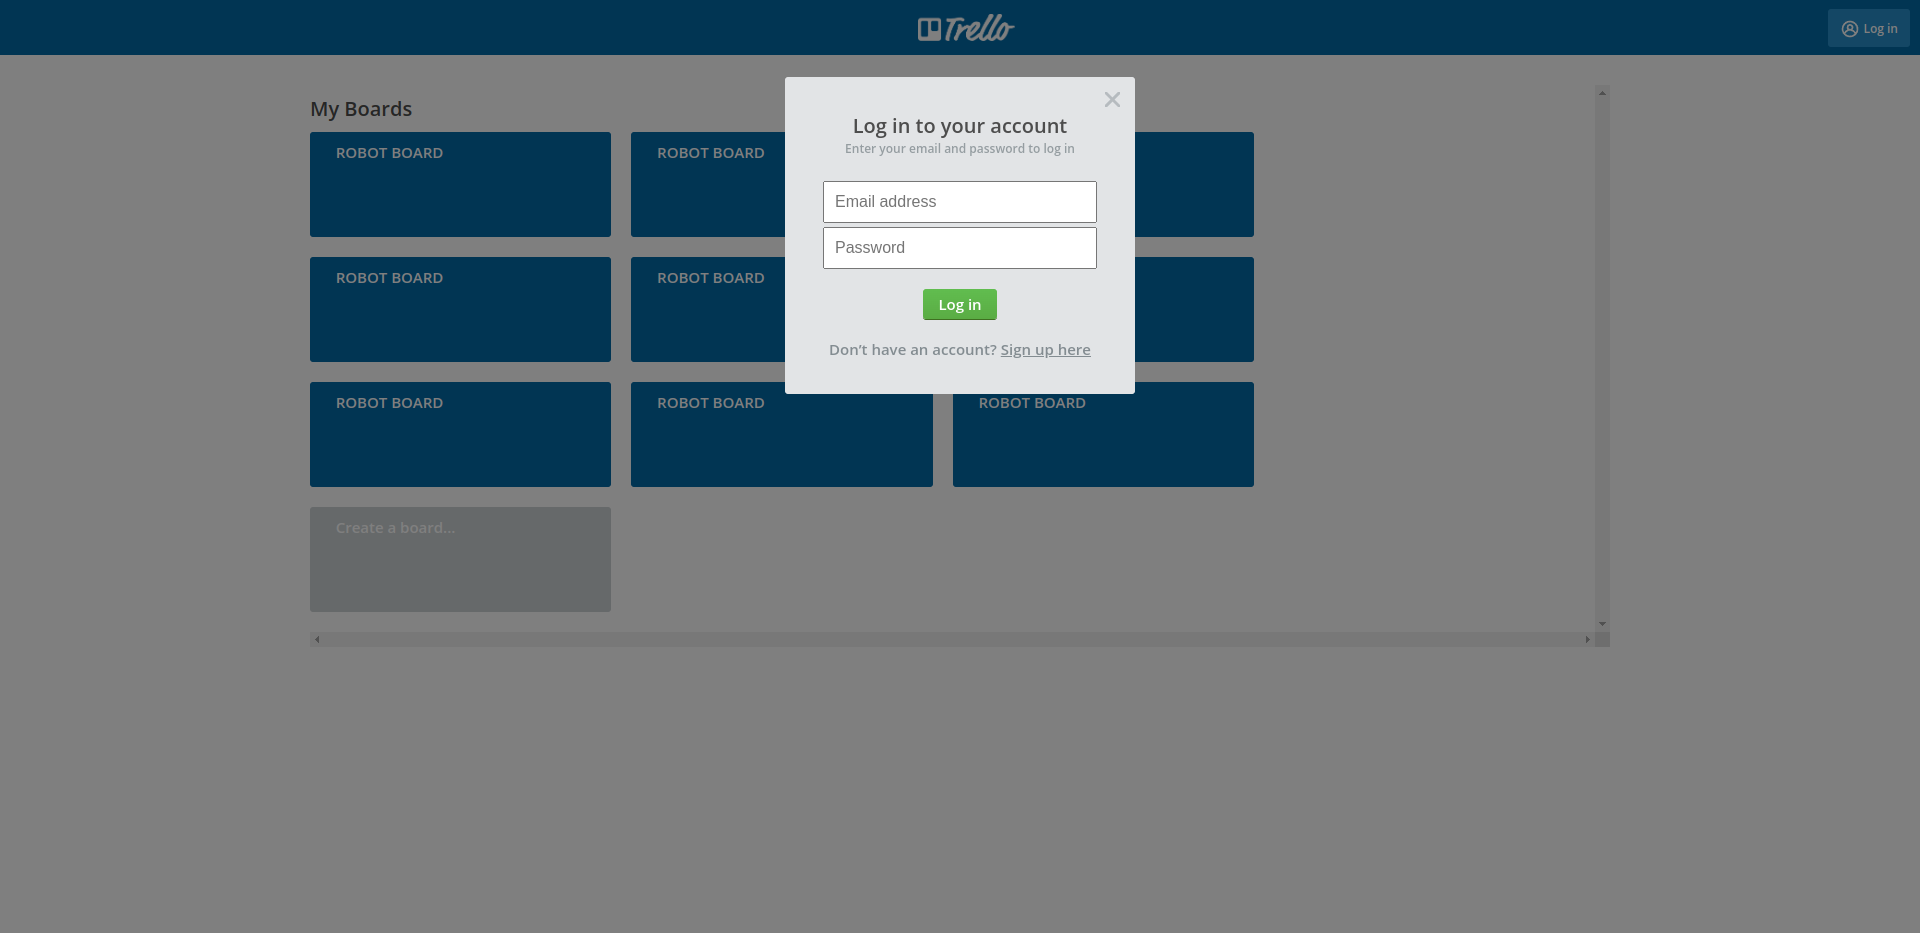 Trello
Log in
My Boards
ROBOT BOARD
ROBOT BOARD
ROBOT BOARD
ROBOT BOARD
ROBOT BOARD
ROBOT BOARD
ROBOT BOARD
Create a board...
Log in to your account
Enter your email and password to log in
Email address
Password
Log in
Don't have an account? Sign up here